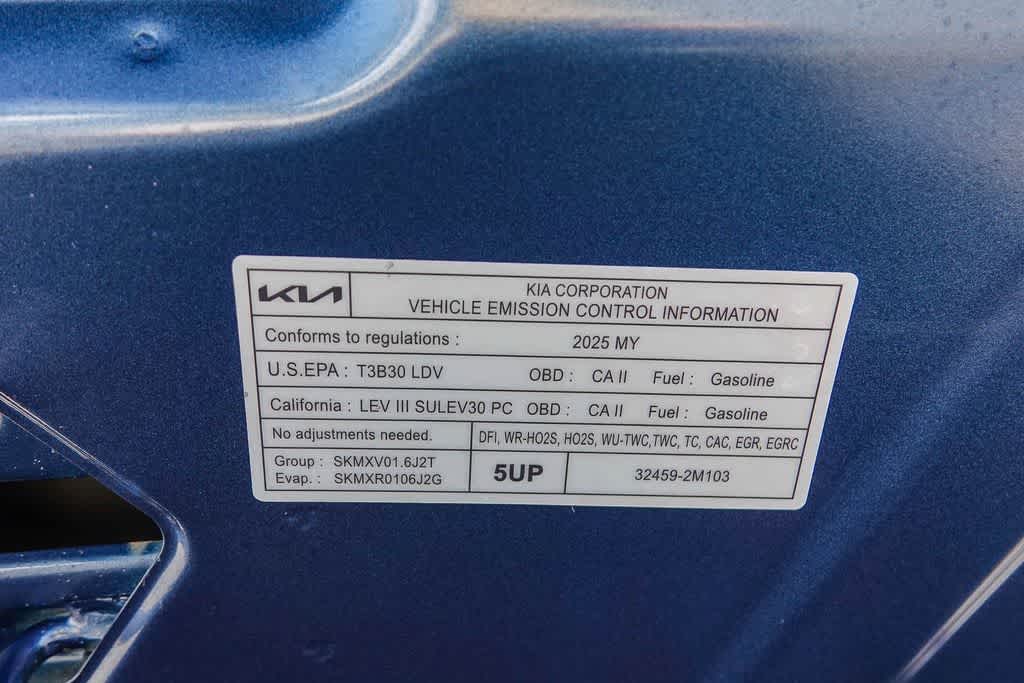 KIA
KIA CORPORATION
VEHICLE EMISSION CONTROL INFORMATION
Conforms to regulations : 2025 MY
U.S.EPA : T3B30 LDV OBD : CA II Fuel : Gasoline
California : LEV III SULEV30 PC OBD : CA II Fuel : Gasoline
No adjustments needed. DFI, WR-HO2S, HO2S, WU-TWC,TWC, TC, CAC, EGR, EGRC
Group : SKMXV01.6J2T
Evap. : SKMXR0106J2G
5UP
32459-2M103